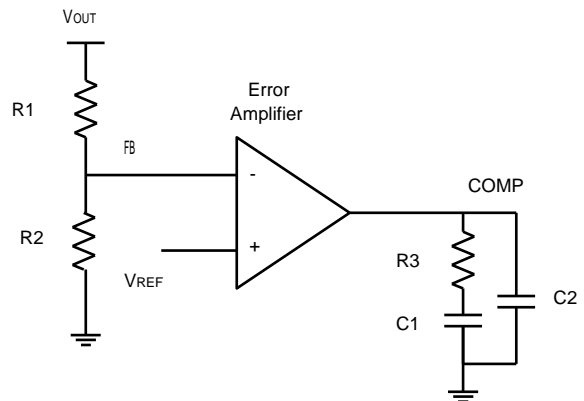 VOUT
R1
Error
Amplifier
FB
-
COMP
R2
+
R3
VREF
C1
C2